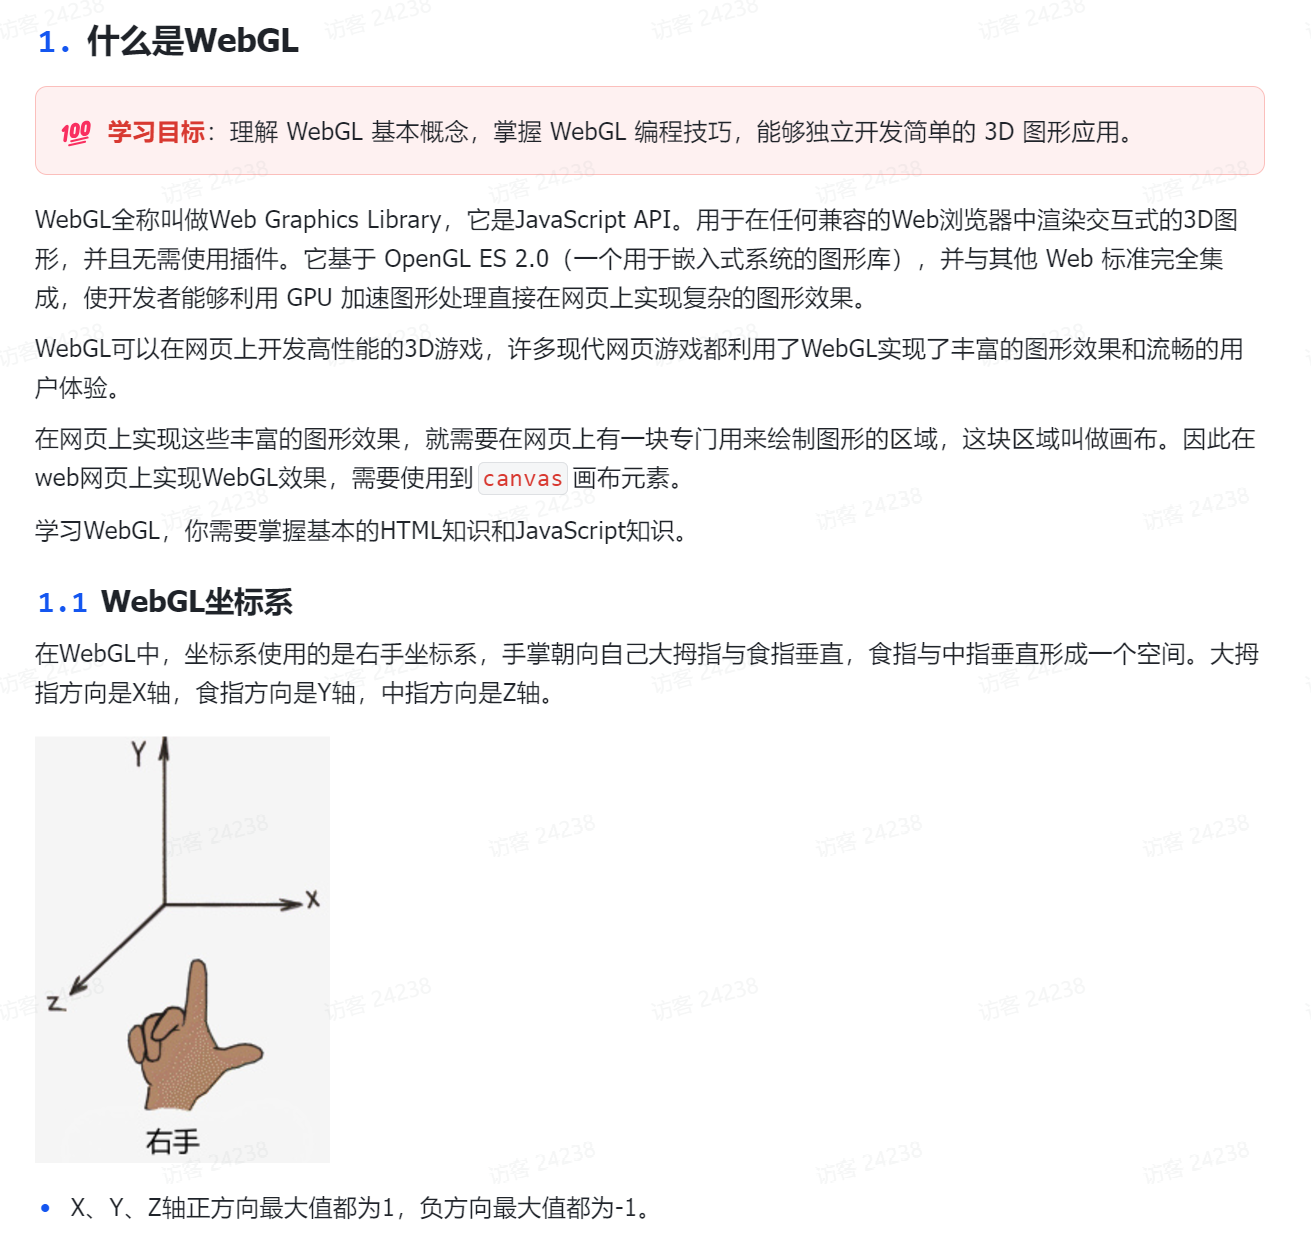 1. 什么是WebGL
💯 学习目标：理解 WebGL 基本概念，掌握 WebGL 编程技巧，能够独立开发简单的 3D 图形应用。
WebGL全称叫做Web Graphics Library，它是JavaScript API。用于在任何兼容的Web浏览器中渲染交互式的3D图
形，并且无需使用插件。它基于 OpenGL ES 2.0（一个用于嵌入式系统的图形库），并与其他 Web 标准完全集
成，使开发者能够利用 GPU 加速图形处理直接在网页上实现复杂的图形效果。
WebGL可以在网页上开发高性能的3D游戏，许多现代网页游戏都利用了WebGL实现了丰富的图形效果和流畅的用
户体验。
在网页上实现这些丰富的图形效果，就需要在网页上有一块专门用来绘制图形的区域，这块区域叫做画布。因此在
web网页上实现WebGL效果，需要使用到 canvas 画布元素。
学习WebGL，你需要掌握基本的HTML知识和JavaScript知识。
1.1 WebGL坐标系
在WebGL中，坐标系使用的是右手坐标系，手掌朝向自己大拇指与食指垂直，食指与中指垂直形成一个空间。大拇
指方向是X轴，食指方向是Y轴，中指方向是Z轴。
Y
X
Z
右手
• X、Y、Z轴正方向最大值都为1，负方向最大值都为-1。
访客 24238